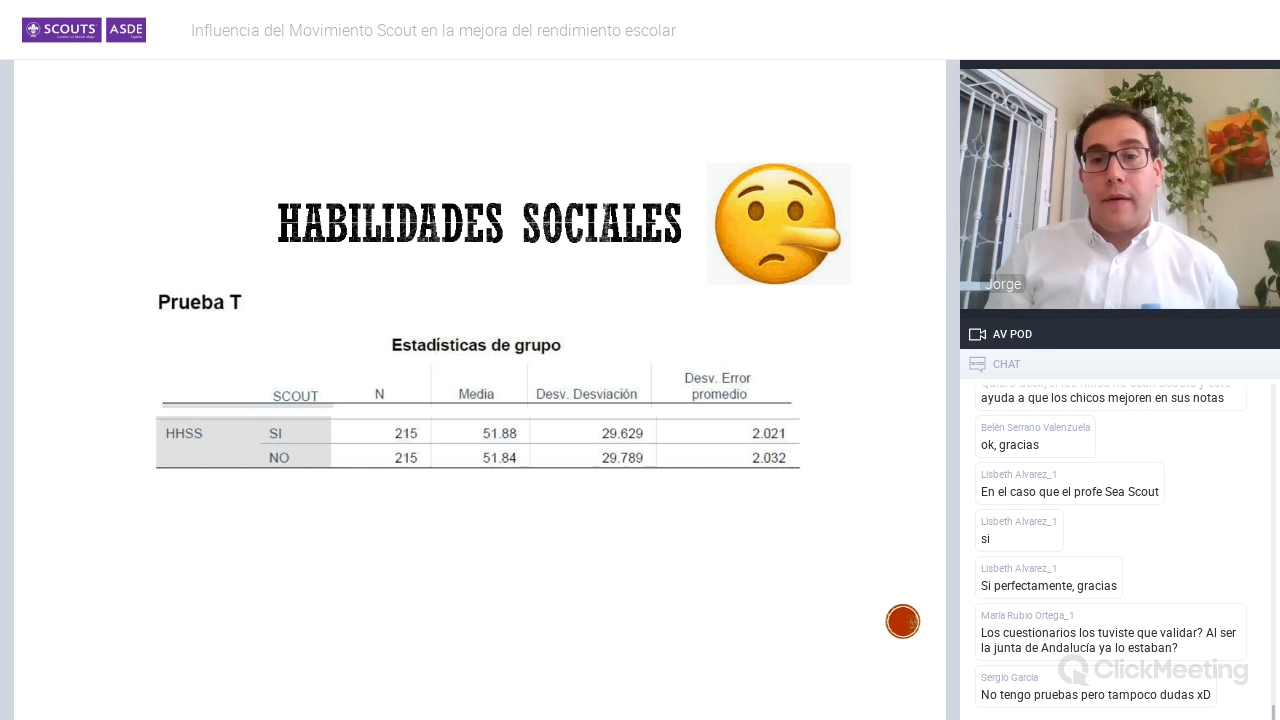 SCOUTS
ASDE
Influencia del Movimiento Scout en la mejora del rendimiento escolar
HABILIDADES SOCIALES
Prueba T
Estadísticas de grupo
SCOUT N Media Desv. Desviación Desv. Error promedio
HHSS SI 215 51.88 29.629 2.021
NO 215 51.84 29.789 2.032
Jorge
AV POD
CHAT
ayuda a que los chicos mejoren en sus notas
Belén Serrano Valenzuela
ok, gracias
Lisbeth Alvarez_1
En el caso que el profe Sea Scout
Lisbeth Alvarez_1
si
Lisbeth Alvarez_1
Si perfectamente, gracias
María Rubio Ortega_1
Los cuestionarios los tuviste que validar? Al ser
la junta de Andalucía ya lo estaban?
ClickMeeting
Sergio García
No tengo pruebas pero tampoco dudas xD